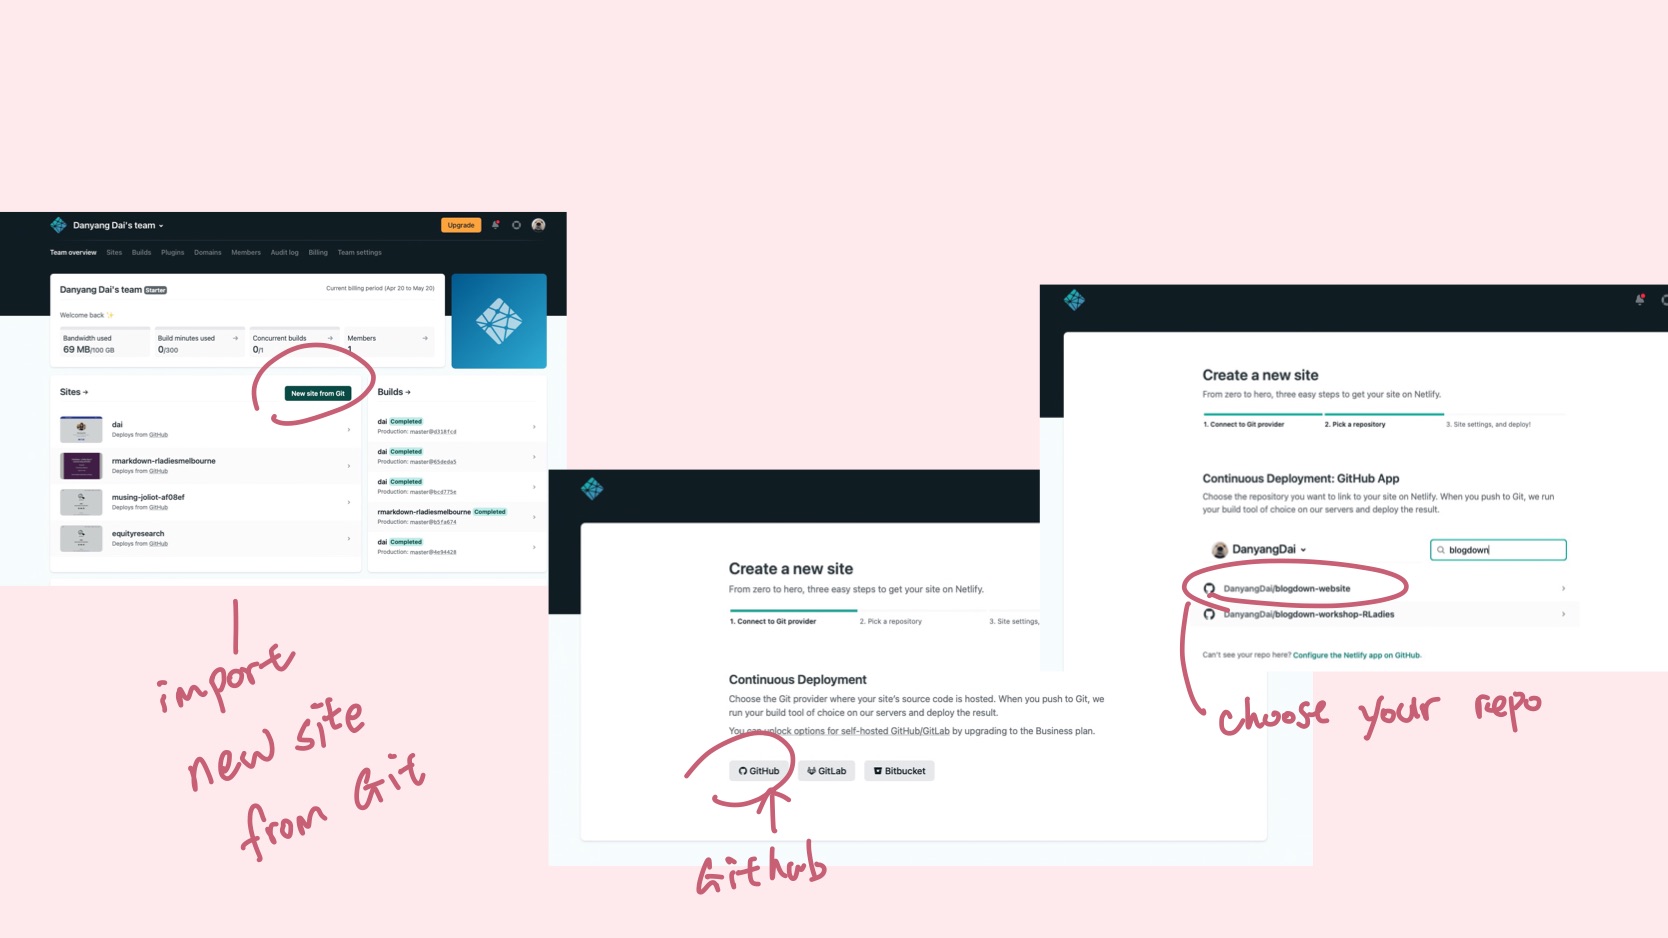 Danyang Dai's team
Upgrade
Team overview Sites Builds Plugins Domains Members Audit log Billing Team settings
Danyang Dai's team Starter
Current billing period (Apr 20 to May 20)
Welcome back ✨
Bandwidth used
69 MB/100 GB
Build minutes used →
0/300
Concurrent builds →
0/1
Members →
1
Sites →
New site from Git
dai
Deploys from GitHub
rmarkdown-rladiesmelbourne
Deploys from GitHub
musing-joliot-af08ef
Deploys from GitHub
equityresearch
Deploys from GitHub
Builds →
dai Completed
Production: master@d318fcd
dai Completed
Production: master@65deda5
dai Completed
Production: master@bcd775e
rmarkdown-rladiesmelbourne Completed
Production: master@b5fa674
dai Completed
Production: master@4e94428
import
new site
from Git
Create a new site
From zero to hero, three easy steps to get your site on Netlify.
1. Connect to Git provider
2. Pick a repository
3. Site settings,
Continuous Deployment
Choose the Git provider where your site's source code is hosted. When you push to Git, we
run your build tool of choice on our servers and deploy the result.
You can unlock options for self-hosted GitHub/GitLab by upgrading to the Business plan.
GitHub
GitLab
Bitbucket
Github
Create a new site
From zero to hero, three easy steps to get your site on Netlify.
1. Connect to Git provider
2. Pick a repository
3. Site settings, and deploy!
Continuous Deployment: GitHub App
Choose the repository you want to link to your site on Netlify. When you push to Git, we run
your build tool of choice on our servers and deploy the result.
DanyangDai
blogdown
DanyangDai/blogdown-website
DanyangDai/blogdown-workshop-RLadies
Can't see your repo here? Configure the Netlify app on GitHub.
choose your repo